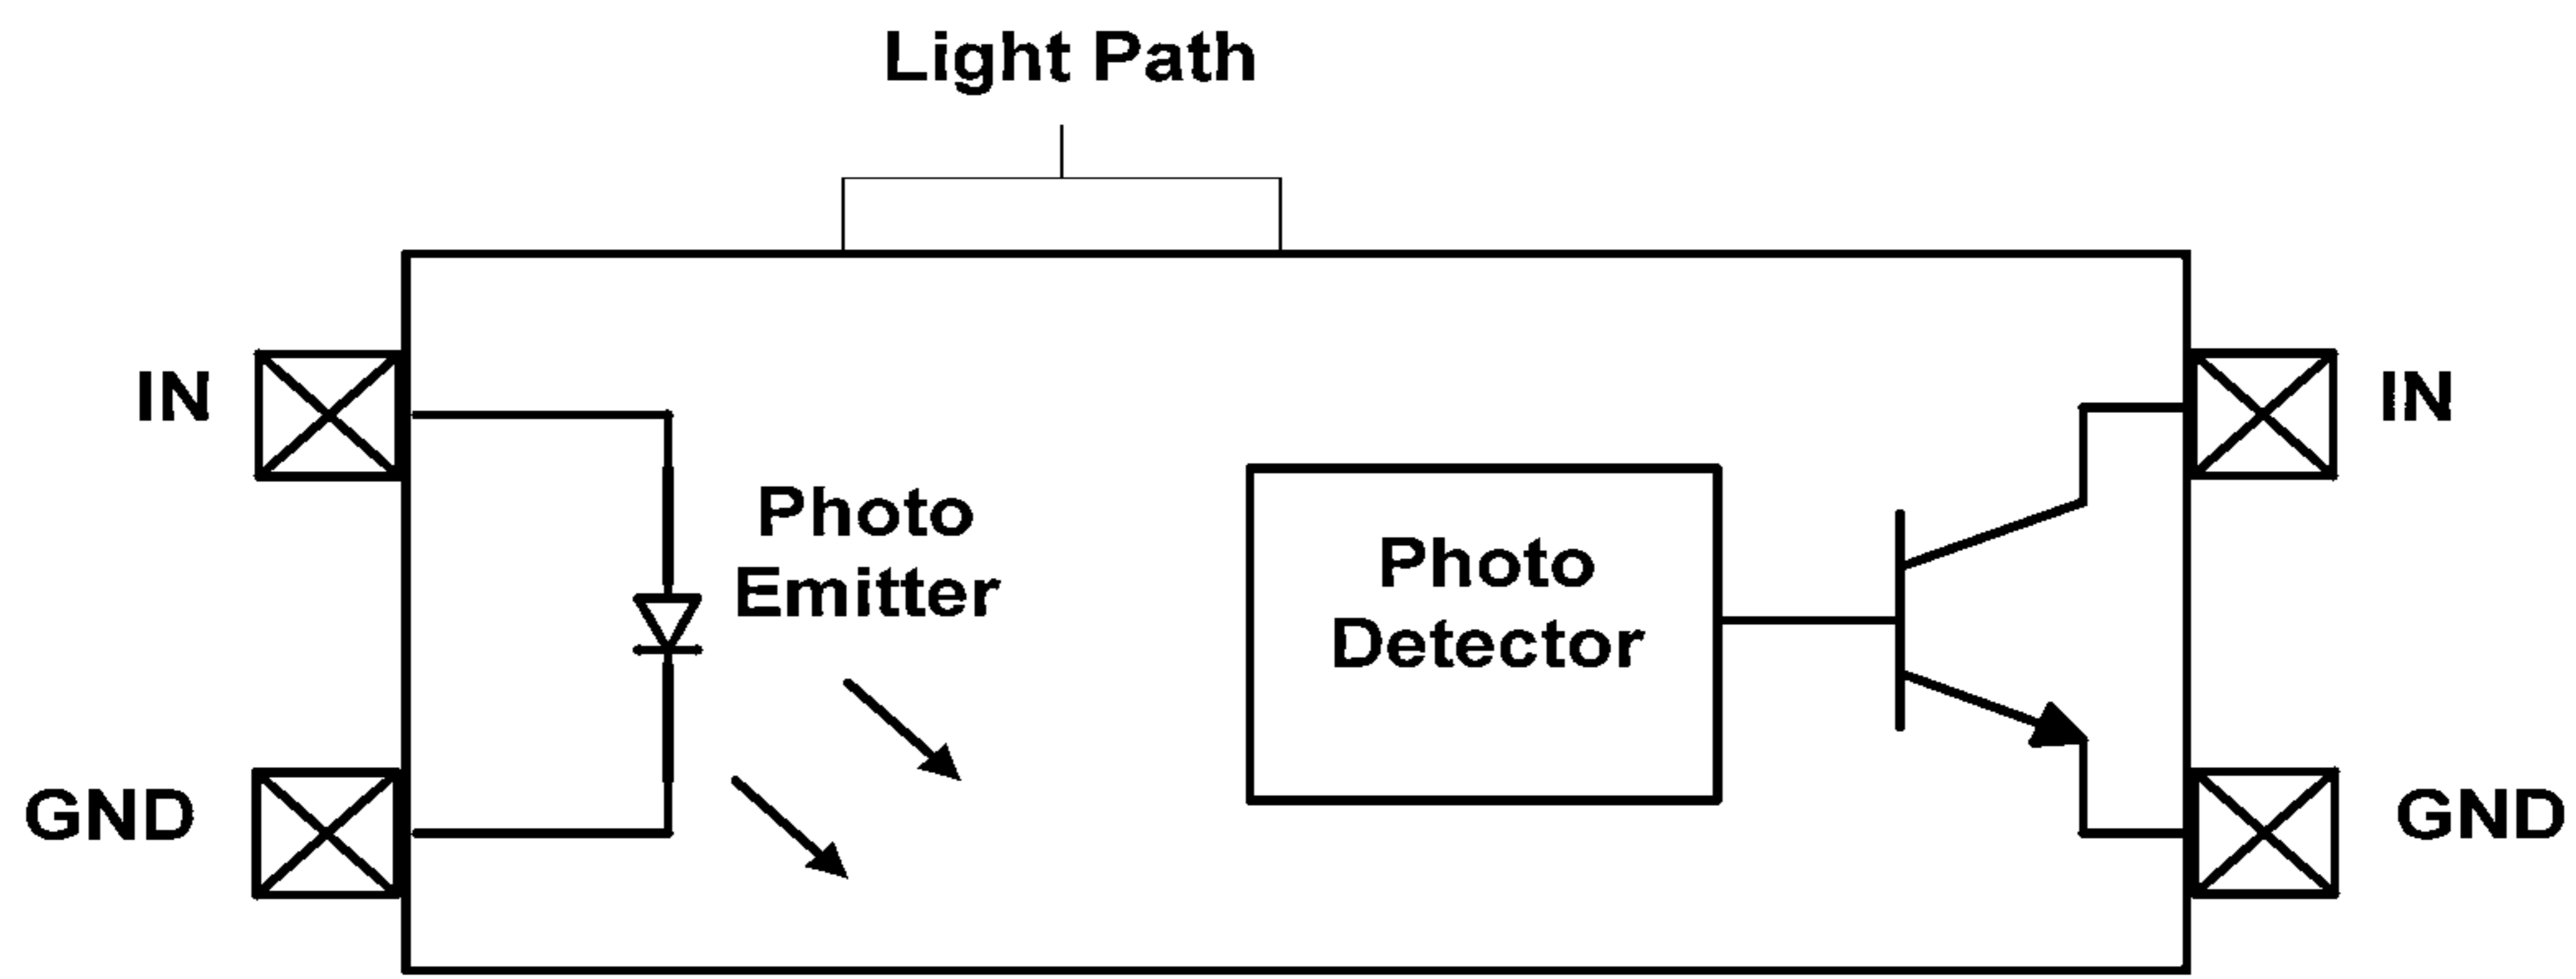 Light Path
IN
IN
Photo
Emitter
Photo
Detector
GND
GND